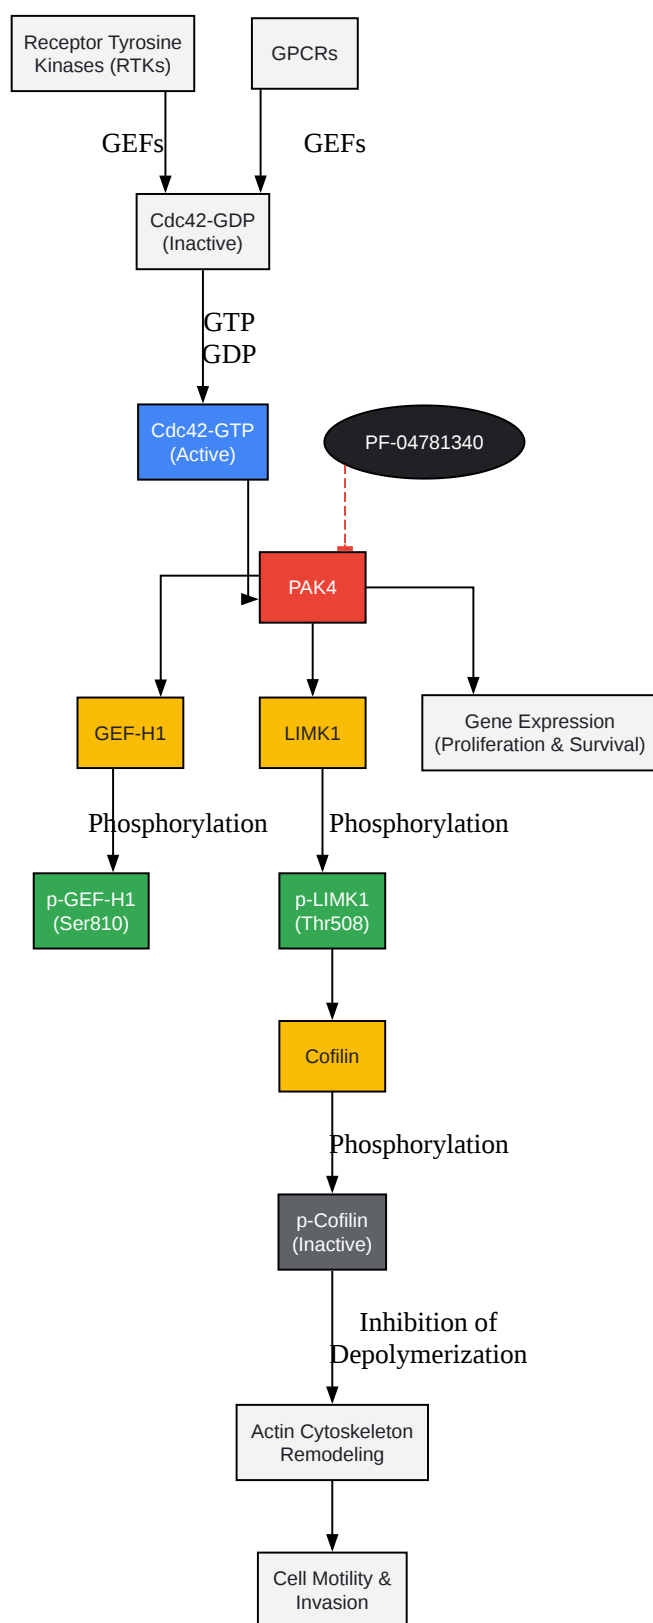 Receptor Tyrosine
Kinases (RTKs)
GPCRs
GEFs
GEFs
Cdc42-GDP
(Inactive)
GTP
GDP
Cdc42-GTP
(Active)
PF-04781340
PAK4
GEF-H1
LIMK1
Gene Expression
(Proliferation & Survival)
Phosphorylation
Phosphorylation
p-GEF-H1
(Ser810)
p-LIMK1
(Thr508)
Cofilin
Phosphorylation
p-Cofilin
(Inactive)
Inhibition of
Depolymerization
Actin Cytoskeleton
Remodeling
Cell Motility &
Invasion